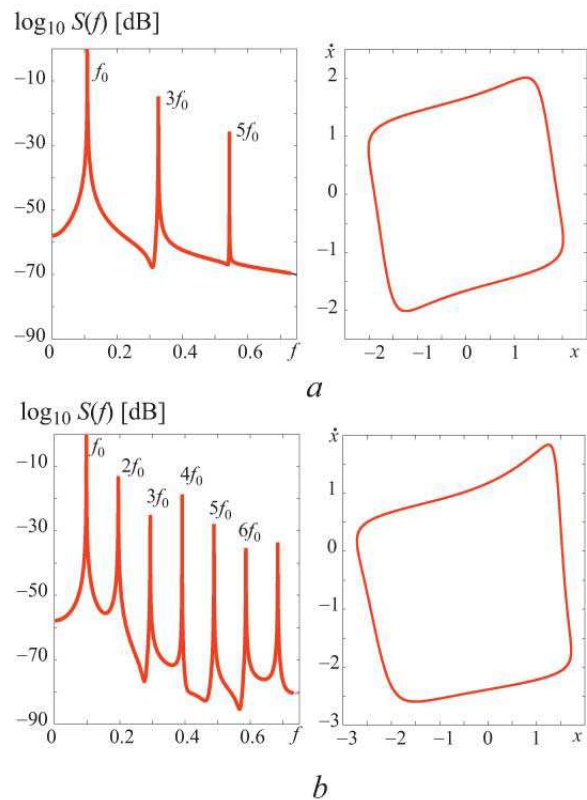 log₁₀ S(f) [dB]
f₀
3f₀
5f₀
−10
−30
−50
−70
−90
0 0.2 0.4 0.6 f
ẋ
2
1
0
−1
−2
−2 −1 0 1 x
a
log₁₀ S(f) [dB]
f₀
2f₀
3f₀
4f₀
5f₀
6f₀
−10
−30
−50
−70
−90
0 0.2 0.4 0.6 f
ẋ
1
0
−1
−2
−3
−3 −2 −1 0 1 x
b